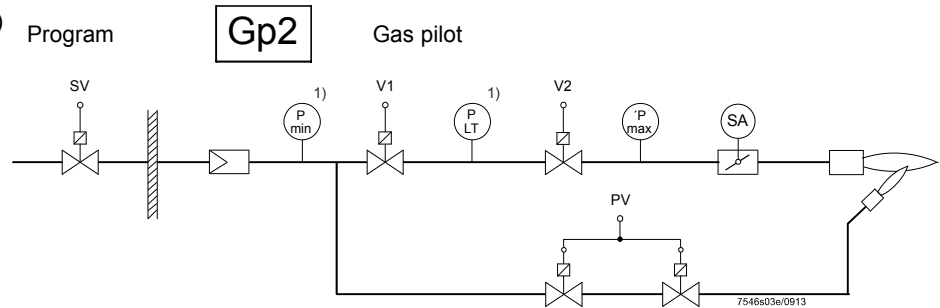 ) Program Gp2 Gas pilot
SV 1) V1 1) V2
P min P LT 'P max SA
PV
7546s03e/0913